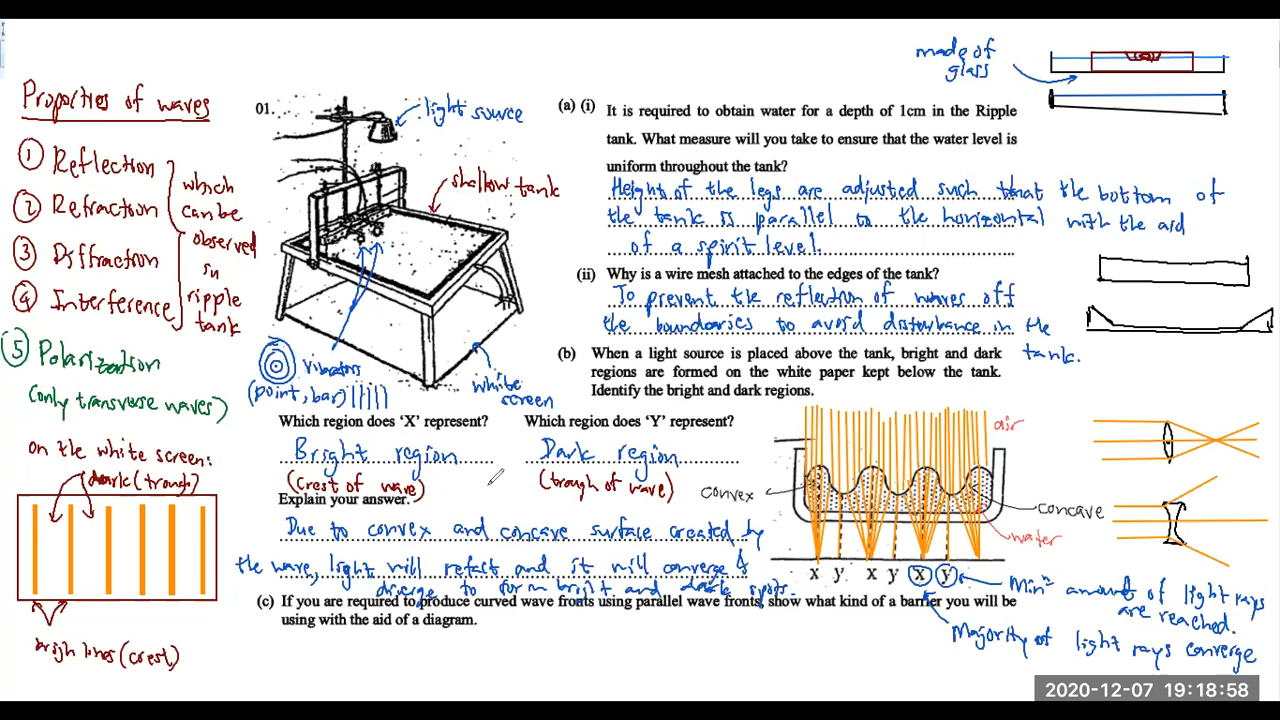 made of
glass
Properties of waves
① Reflection
② Refraction
③ Diffraction
④ Interference
which
can be
observed
in
ripple
tank
⑤ Polarization
(only transverse waves)
on the white screen:
dark (trough)
brigh lines (crest)
01.
light source
shallow tank
vibrators
(point, bar)
white
screen
(a) (i) It is required to obtain water for a depth of 1cm in the Ripple
tank. What measure will you take to ensure that the water level is
uniform throughout the tank?
Height of the legs are adjusted such that the bottom of
the tank is parallel to the horizontal with the aid
of a spirit level.
(ii) Why is a wire mesh attached to the edges of the tank?
To prevent the reflection of waves off
the boundaries to avoid disturbance in the
tank.
(b) When a light source is placed above the tank, bright and dark
regions are formed on the white paper kept below the tank.
Identify the bright and dark regions.
Which region does ‘X’ represent? Which region does ‘Y’ represent?
Bright region Dark region
(crest of wave) (trough of wave)
Explain your answer.
Due to convex and concave surface created by
the wave, light will refact and it will converge &
diverge to form bright and dark spots.
air
convex
concave
water
x y x y x y
Minm amount of light rays
are reached.
Majority of light rays converge
(c) If you are required to produce curved wave fronts using parallel wave fronts, show what kind of a barrier you will be
using with the aid of a diagram.
2020-12-07 19:18:58